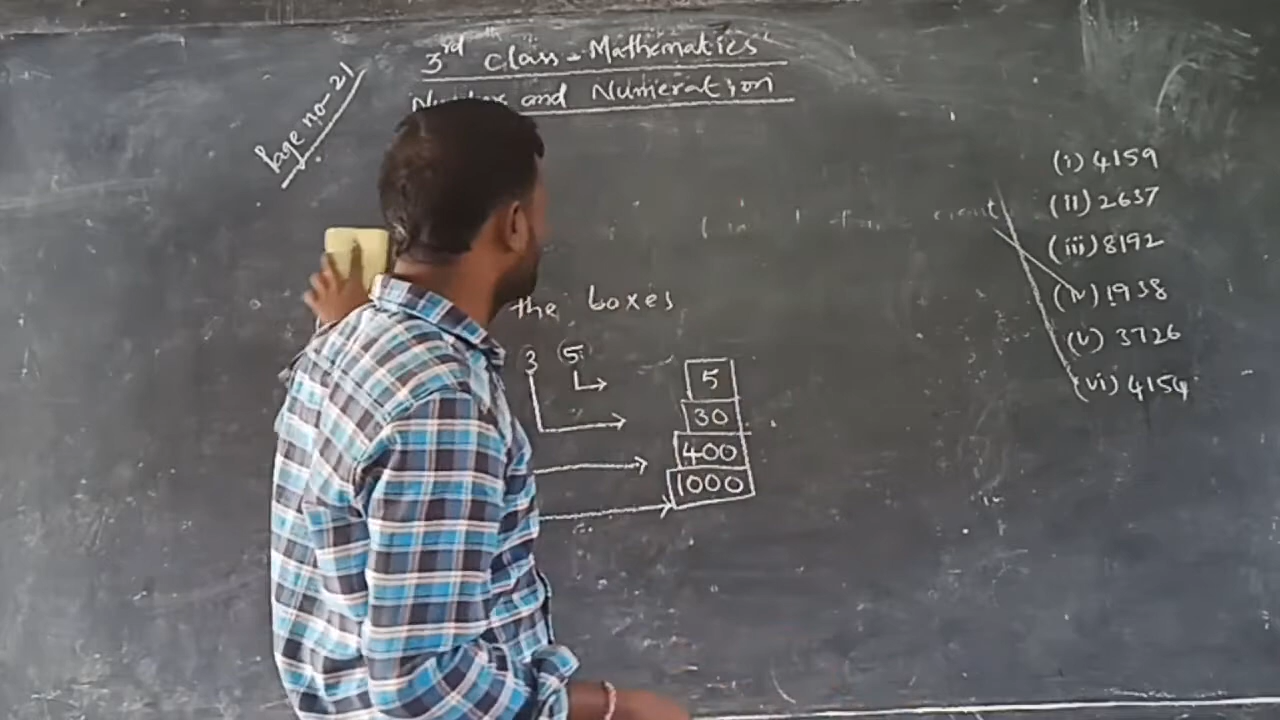 3rd Class - Mathematics
and Numeration
Page no- 21
the boxes
3 5
5
30
400
1000
(i) 4159
(ii) 2637
(iii) 8192
(iv) 1938
(v) 3726
(vi) 4154